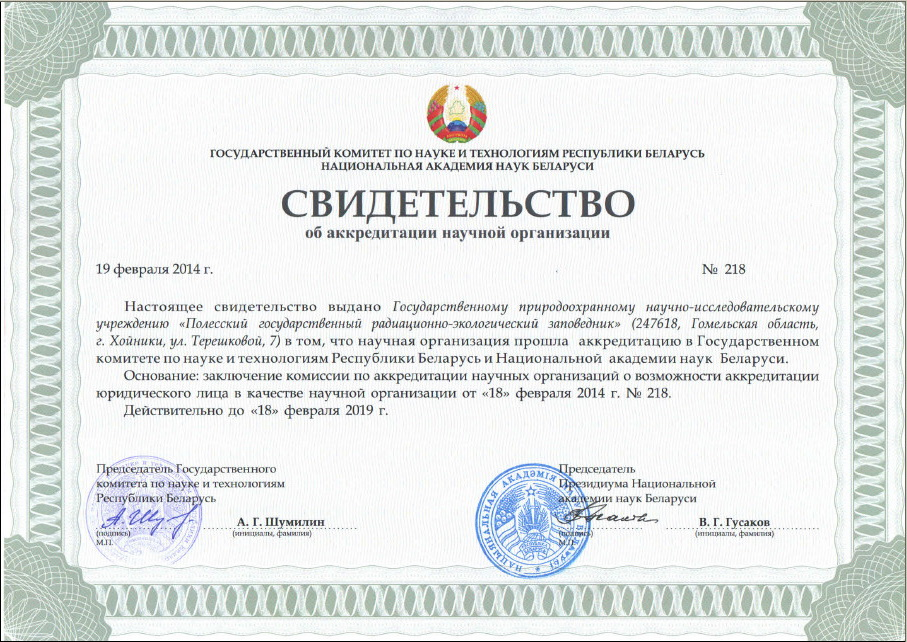 ГОСУДАРСТВЕННЫЙ КОМИТЕТ ПО НАУКЕ И ТЕХНОЛОГИЯМ РЕСПУБЛИКИ БЕЛАРУСЬ
НАЦИОНАЛЬНАЯ АКАДЕМИЯ НАУК БЕЛАРУСИ
СВИДЕТЕЛЬСТВО
об аккредитации научной организации
19 февраля 2014 г.
№ 218
Настоящее свидетельство выдано Государственному природоохранному научно-исследовательскому
учреждению «Полесский государственный радиационно-экологический заповедник» (247618, Гомельская область,
г. Хойники, ул. Терешковой, 7) в том, что научная организация прошла аккредитацию в Государственном
комитете по науке и технологиям Республики Беларусь и Национальной академии наук Беларуси.
Основание: заключение комиссии по аккредитации научных организаций о возможности аккредитации
юридического лица в качестве научной организации от «18» февраля 2014 г. № 218.
Действительно до «18» февраля 2019 г.
Председатель Государственного
комитета по науке и технологиям
Республики Беларусь
А. Г. Шумилин
(подпись)
(инициалы, фамилия)
М.П.
Председатель
Президиума Национальной
академии наук Беларуси
В. Г. Гусаков
(подпись)
(инициалы, фамилия)
М.П.
НАЦЫЯНАЛЬНАЯ АКАДЭМІЯ НАВУК БЕЛАРУСІ